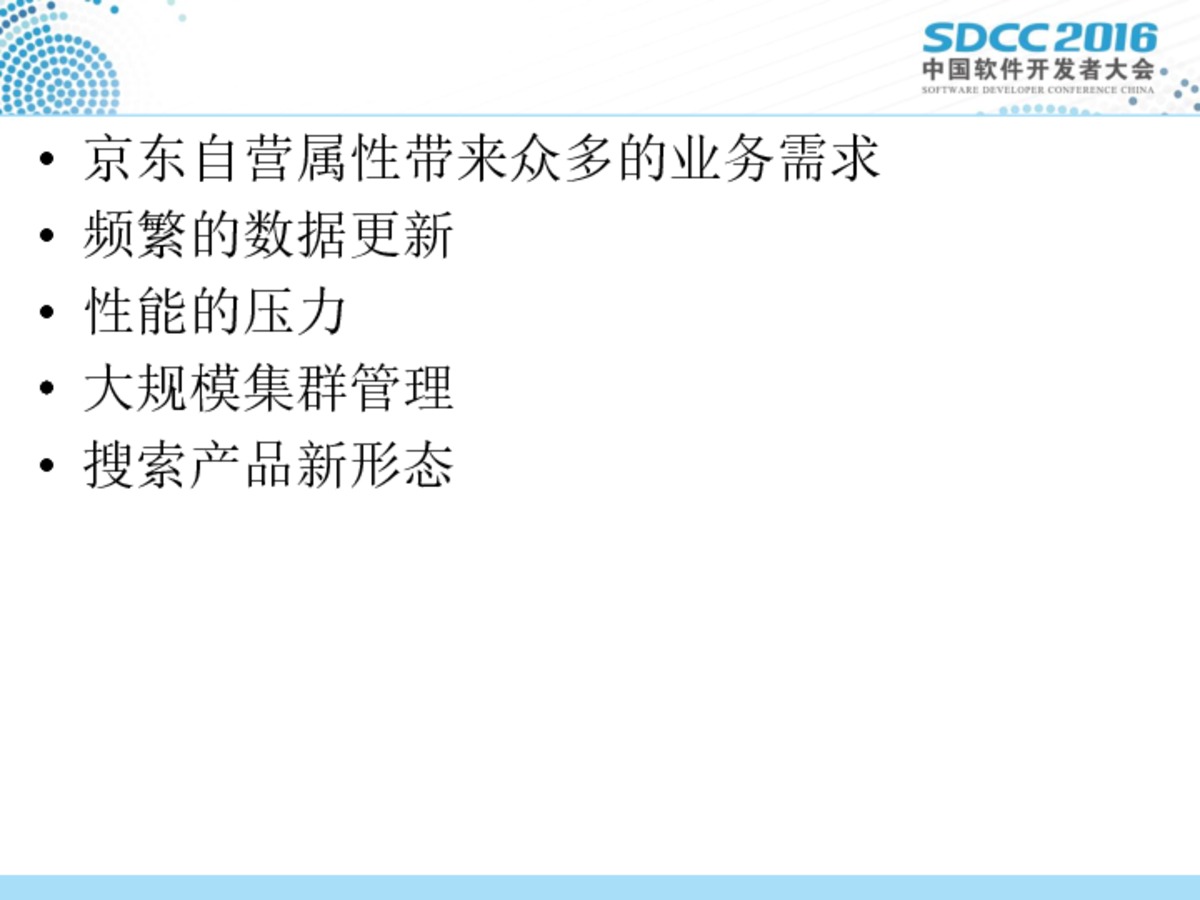 SDCC 2016
中国软件开发者大会
SOFTWARE DEVELOPER CONFERENCE CHINA
• 京东自营属性带来众多的业务需求
• 频繁的数据更新
• 性能的压力
• 大规模集群管理
• 搜索产品新形态